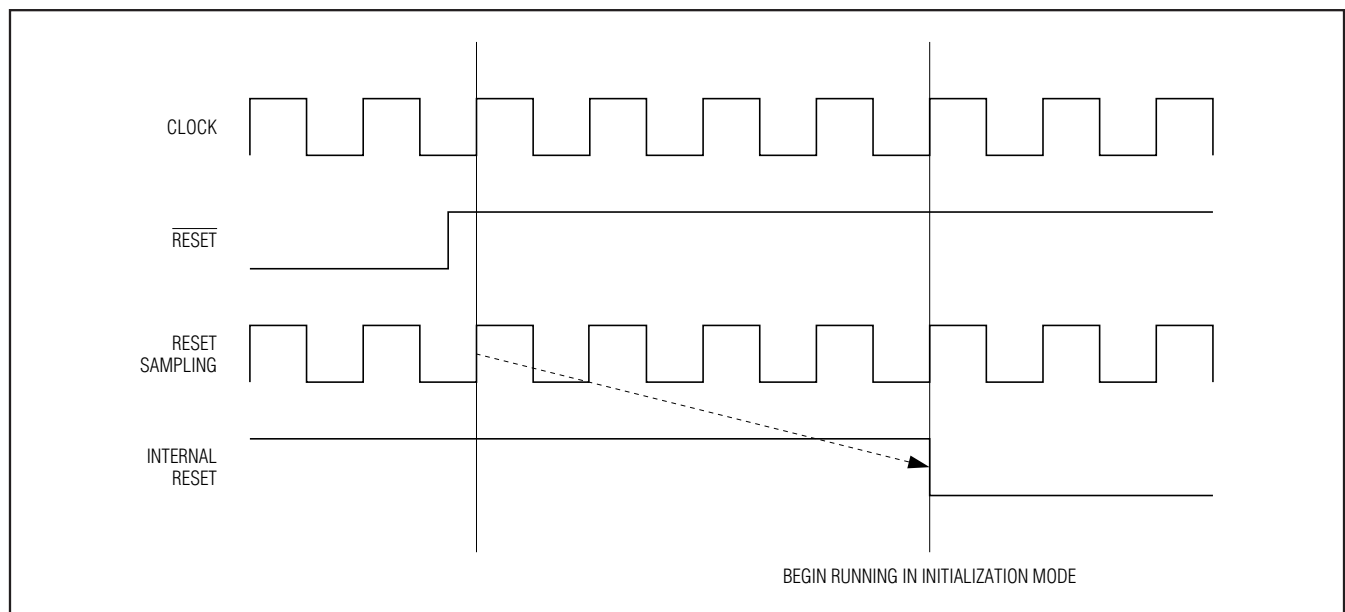 CLOCK
RESET
RESET
SAMPLING
INTERNAL
RESET
BEGIN RUNNING IN INITIALIZATION MODE